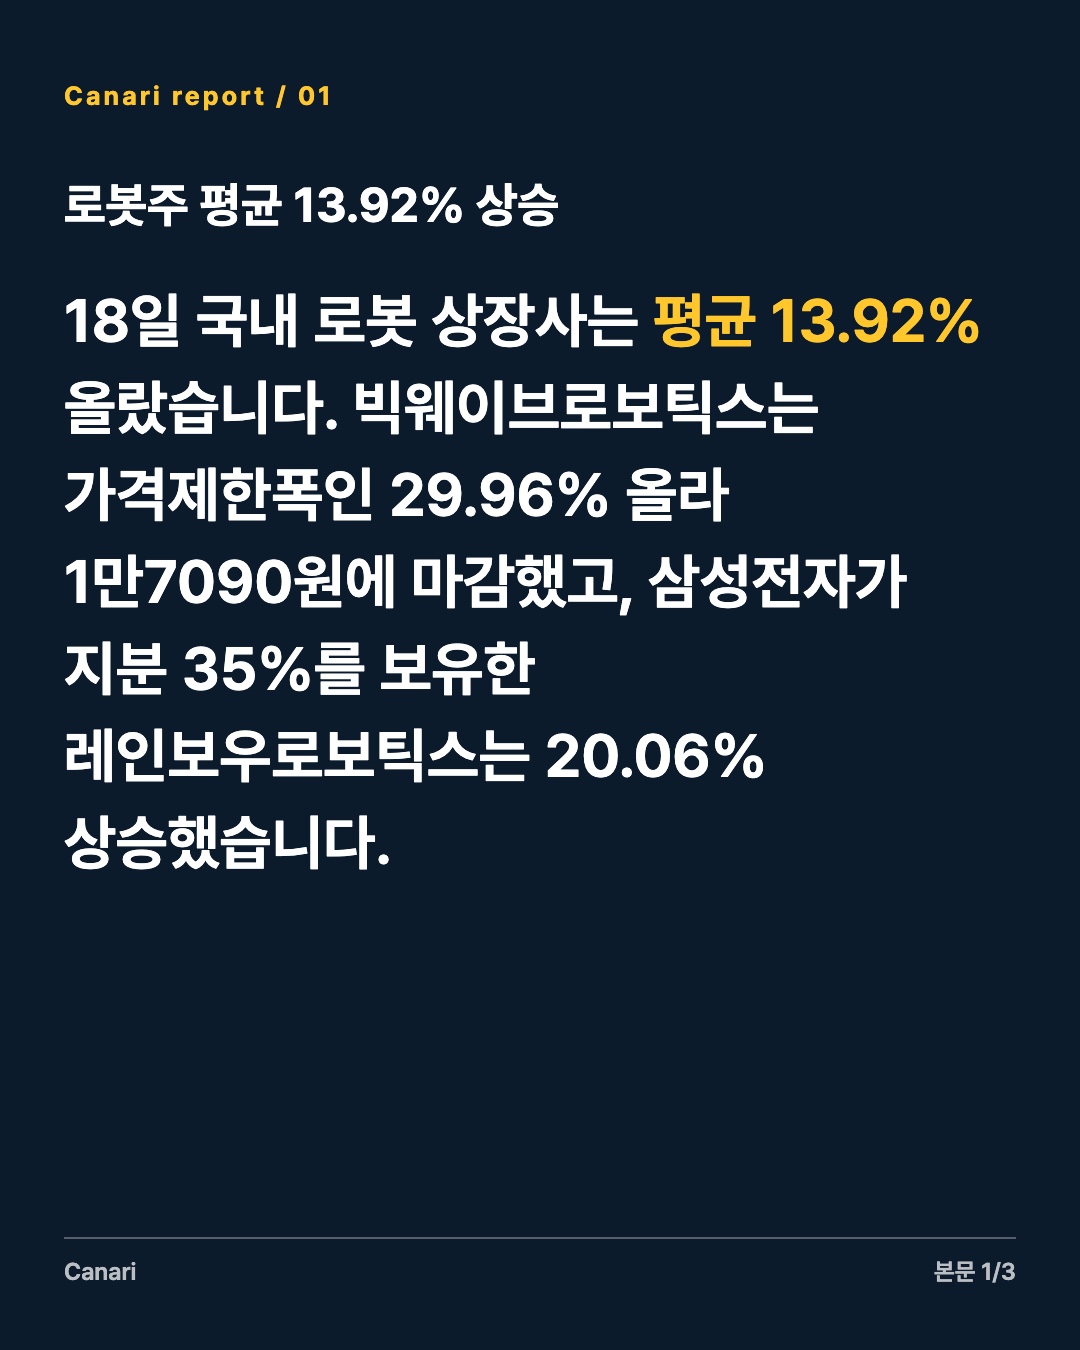 Canari report / 01
로봇주 평균 13.92% 상승
18일 국내 로봇 상장사는 평균 13.92%
올랐습니다. 빅웨이브로보틱스는
가격제한폭인 29.96% 올라
1만7090원에 마감했고, 삼성전자가
지분 35%를 보유한
레인보우로보틱스는 20.06%
상승했습니다.
Canari
본문 1/3